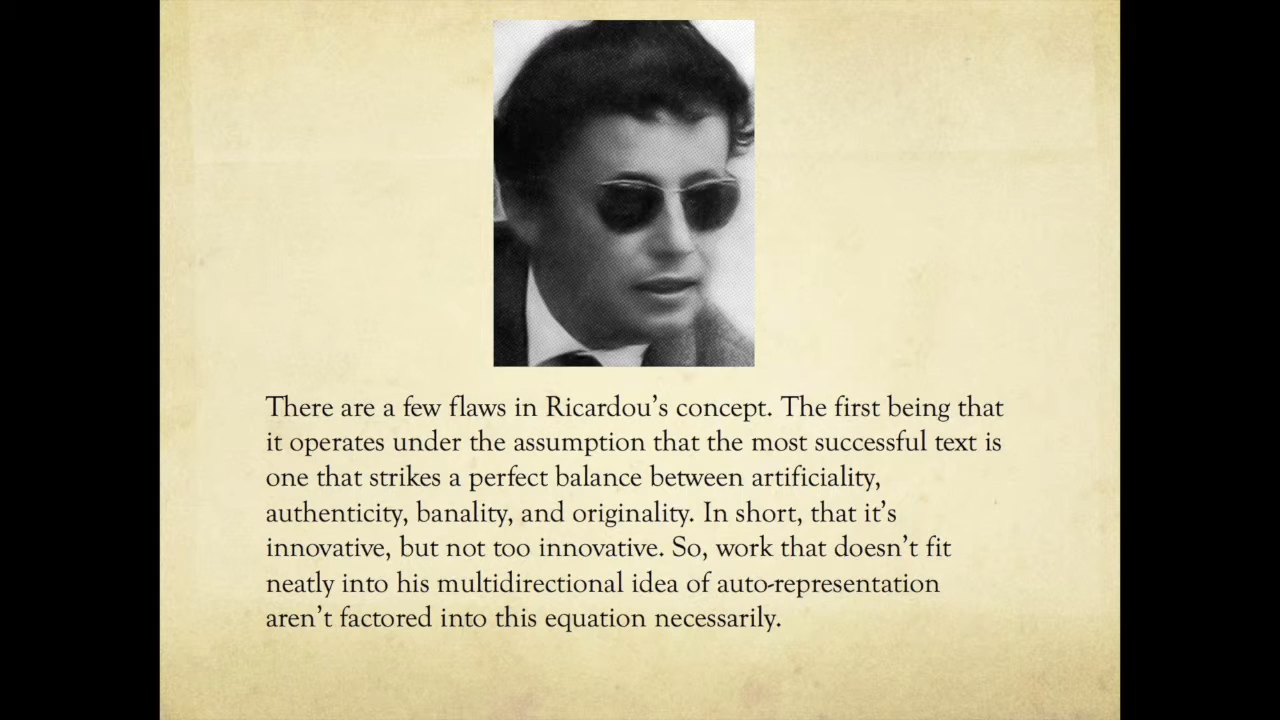 There are a few flaws in Ricardou’s concept. The first being that
it operates under the assumption that the most successful text is
one that strikes a perfect balance between artificiality,
authenticity, banality, and originality. In short, that it’s
innovative, but not too innovative. So, work that doesn’t fit
neatly into his multidirectional idea of auto-representation
aren’t factored into this equation necessarily.